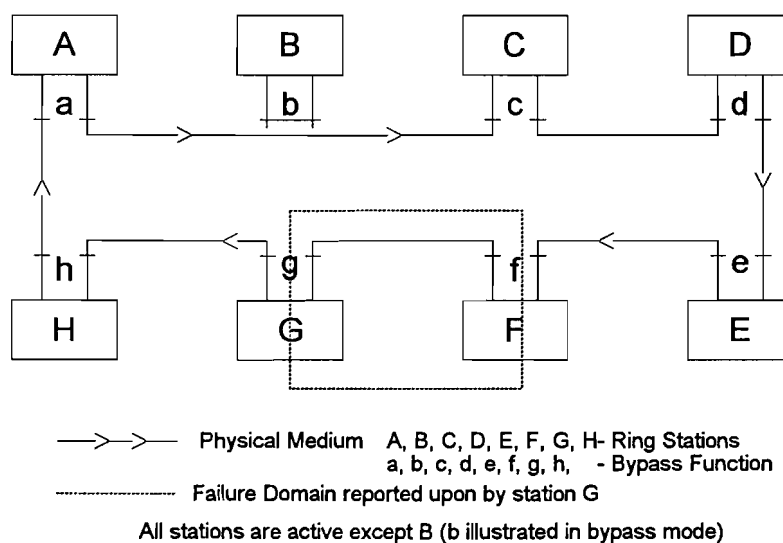 A B C D
a b c d
h g f e
H G F E
Physical Medium A, B, C, D, E, F, G, H- Ring Stations
a, b, c, d, e, f, g, h, - Bypass Function
Failure Domain reported upon by station G
All stations are active except B (b illustrated in bypass mode)